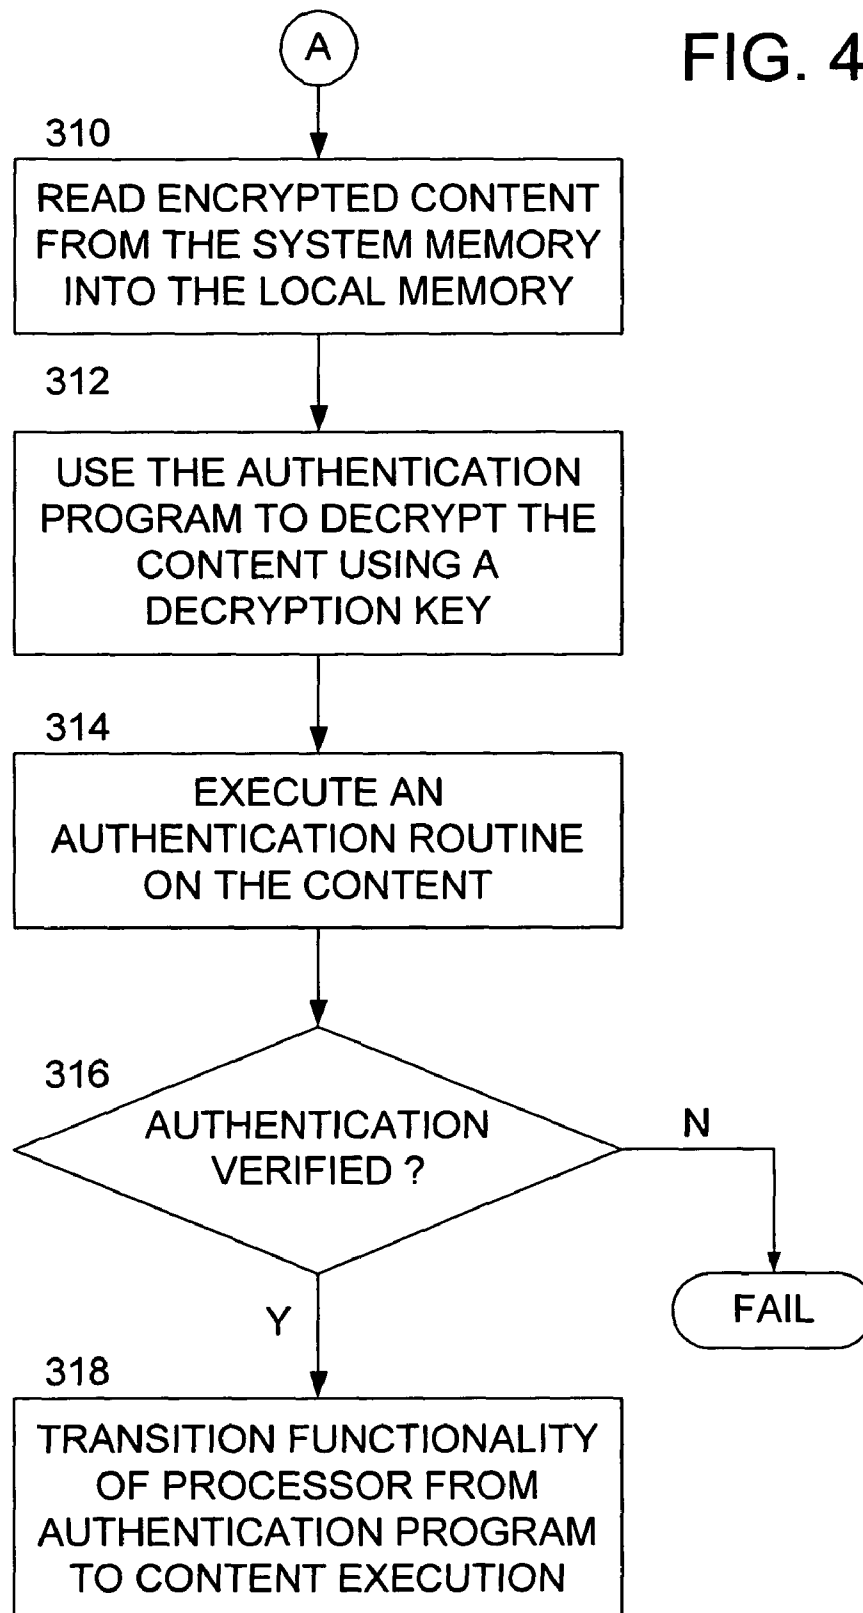 A
FIG. 4
310
READ ENCRYPTED CONTENT
FROM THE SYSTEM MEMORY
INTO THE LOCAL MEMORY
312
USE THE AUTHENTICATION
PROGRAM TO DECRYPT THE
CONTENT USING A
DECRYPTION KEY
314
EXECUTE AN
AUTHENTICATION ROUTINE
ON THE CONTENT
316
AUTHENTICATION
VERIFIED ?
N
FAIL
Y
318
TRANSITION FUNCTIONALITY
OF PROCESSOR FROM
AUTHENTICATION PROGRAM
TO CONTENT EXECUTION